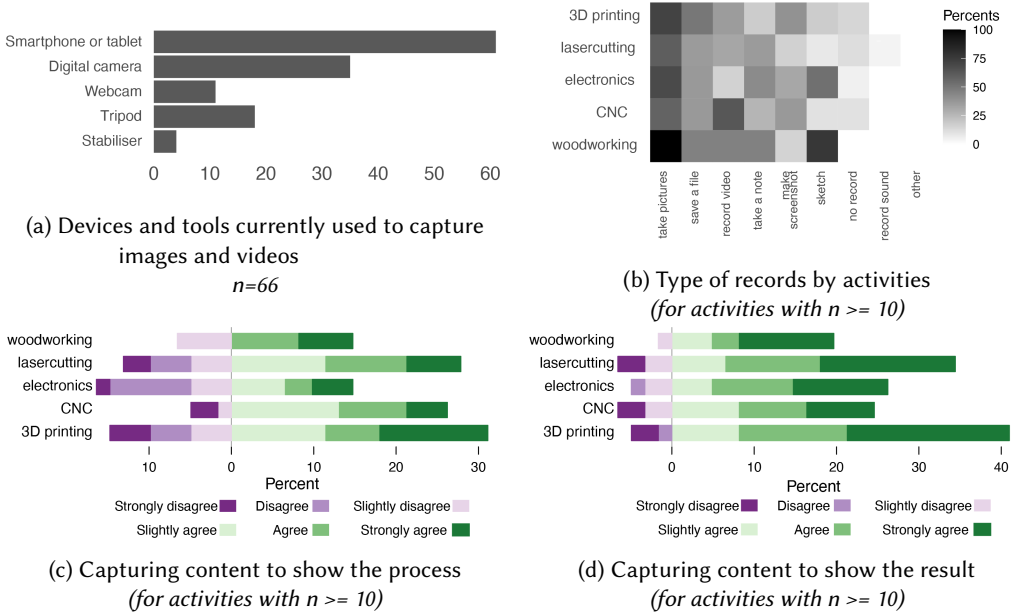 Smartphone or tablet
Digital camera
Webcam
Tripod
Stabiliser
0 10 20 30 40 50 60
(a) Devices and tools currently used to capture
images and videos
n=66
3D printing
lasercutting
electronics
CNC
woodworking
take pictures
save a file
record video
take a note
make
screenshot
sketch
no record
record sound
other
Percents
100
75
50
25
0
(b) Type of records by activities
(for activities with n >= 10)
woodworking
lasercutting
electronics
CNC
3D printing
10 0 10 20 30
Percent
Strongly disagree Disagree Slightly disagree
Slightly agree Agree Strongly agree
(c) Capturing content to show the process
(for activities with n >= 10)
woodworking
lasercutting
electronics
CNC
3D printing
0 10 20 30 40
Percent
Strongly disagree Disagree Slightly disagree
Slightly agree Agree Strongly agree
(d) Capturing content to show the result
(for activities with n >= 10)